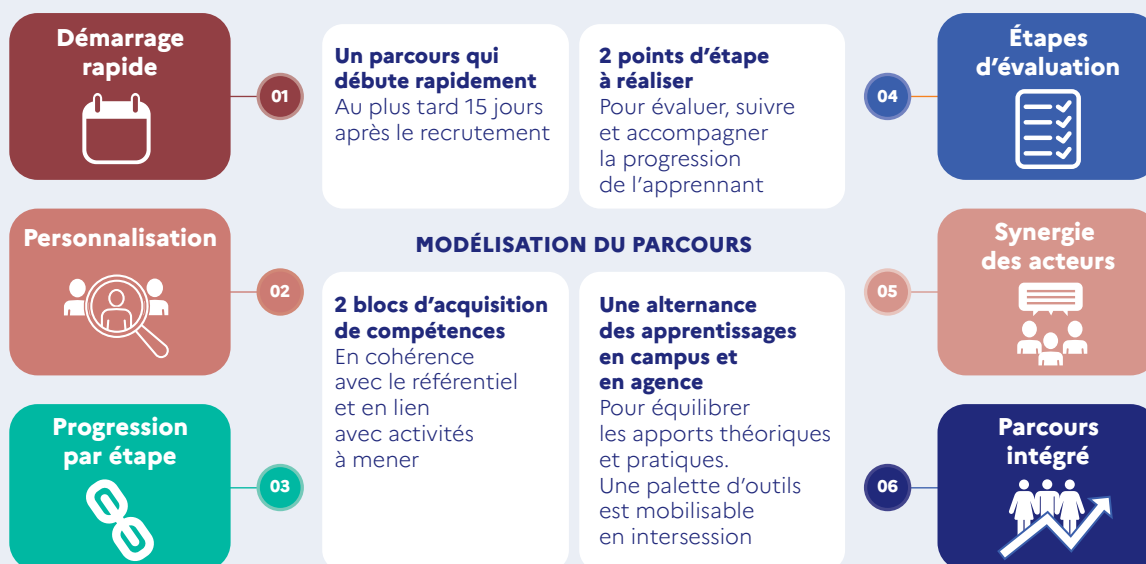 Démarrage
rapide
01
Personnalisation
02
Progression
par étape
03
Un parcours qui
débute rapidement
Au plus tard 15 jours
après le recrutement
2 points d’étape
à réaliser
Pour évaluer, suivre
et accompagner
la progression
de l’apprennant
MODÉLISATION DU PARCOURS
2 blocs d’acquisition
de compétences
En cohérence
avec le référentiel
et en lien
avec activités
à mener
Une alternance
des apprentissages
en campus et
en agence
Pour équilibrer
les apports théoriques
et pratiques.
Une palette d’outils
est mobilisable
en intersession
04
Étapes
d’évaluation
05
Synergie
des acteurs
06
Parcours
intégré